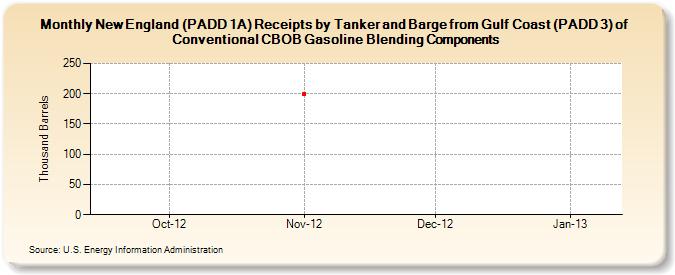 Monthly New England (PADD 1A) Receipts by Tanker and Barge from Gulf Coast (PADD 3) of
Conventional CBOB Gasoline Blending Components
Thousand Barrels
250
200
150
100
50
0
Oct-12 Nov-12 Dec-12 Jan-13
Source: U.S. Energy Information Administration